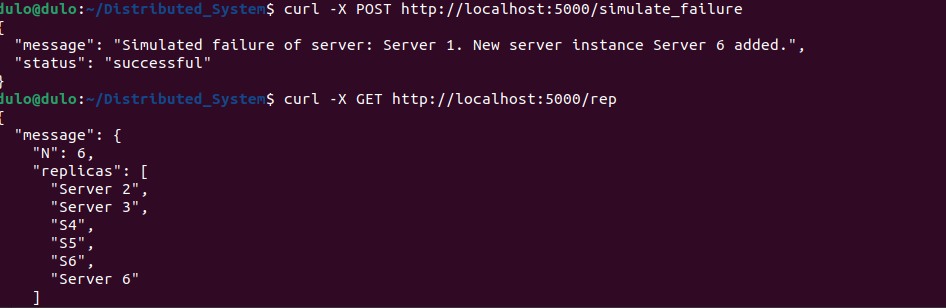 dulo@dulo:~/Distributed_System$ curl -X POST http://localhost:5000/simulate_failure
{
  "message": "Simulated failure of server: Server 1. New server instance Server 6 added.",
  "status": "successful"
}
dulo@dulo:~/Distributed_System$ curl -X GET http://localhost:5000/rep
{
  "message": {
    "N": 6,
    "replicas": [
      "Server 2",
      "Server 3",
      "S4",
      "S5",
      "S6",
      "Server 6"
    ]